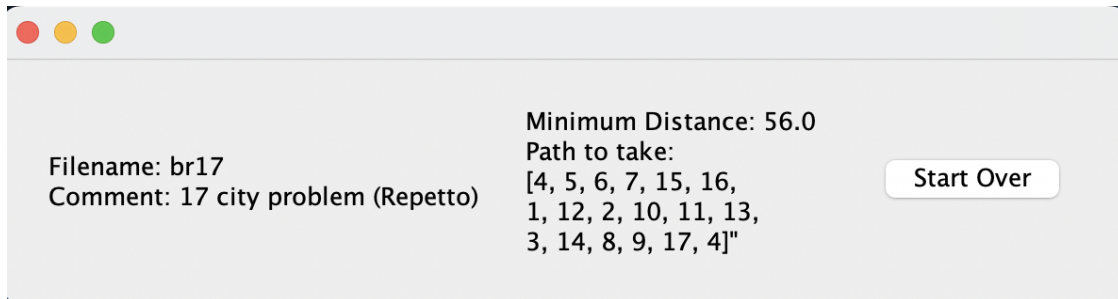 Filename: br17
Comment: 17 city problem (Repetto)
Minimum Distance: 56.0
Path to take:
[4, 5, 6, 7, 15, 16,
1, 12, 2, 10, 11, 13,
3, 14, 8, 9, 17, 4]"
Start Over